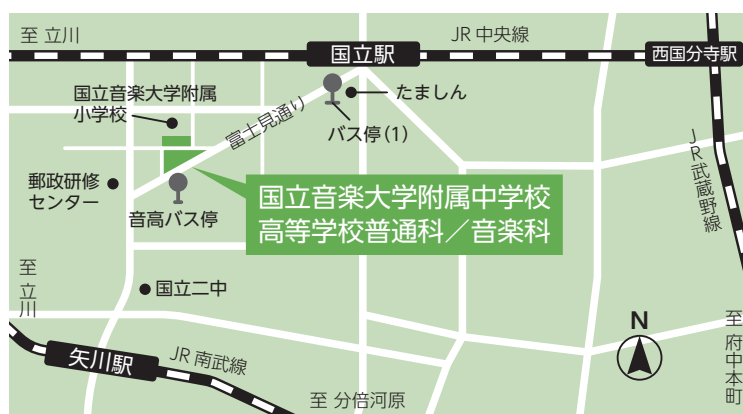 至 立川
JR 中央線
国立駅
西国分寺駅
国立音楽大学附属
小学校
たましん
富士見通り
バス停(1)
JR武蔵野線
郵政研修
センター
国立音楽大学附属中学校
高等学校普通科／音楽科
音高バス停
至 立川
国立二中
N
至 府中本町
矢川駅
JR 南武線
至 分倍河原